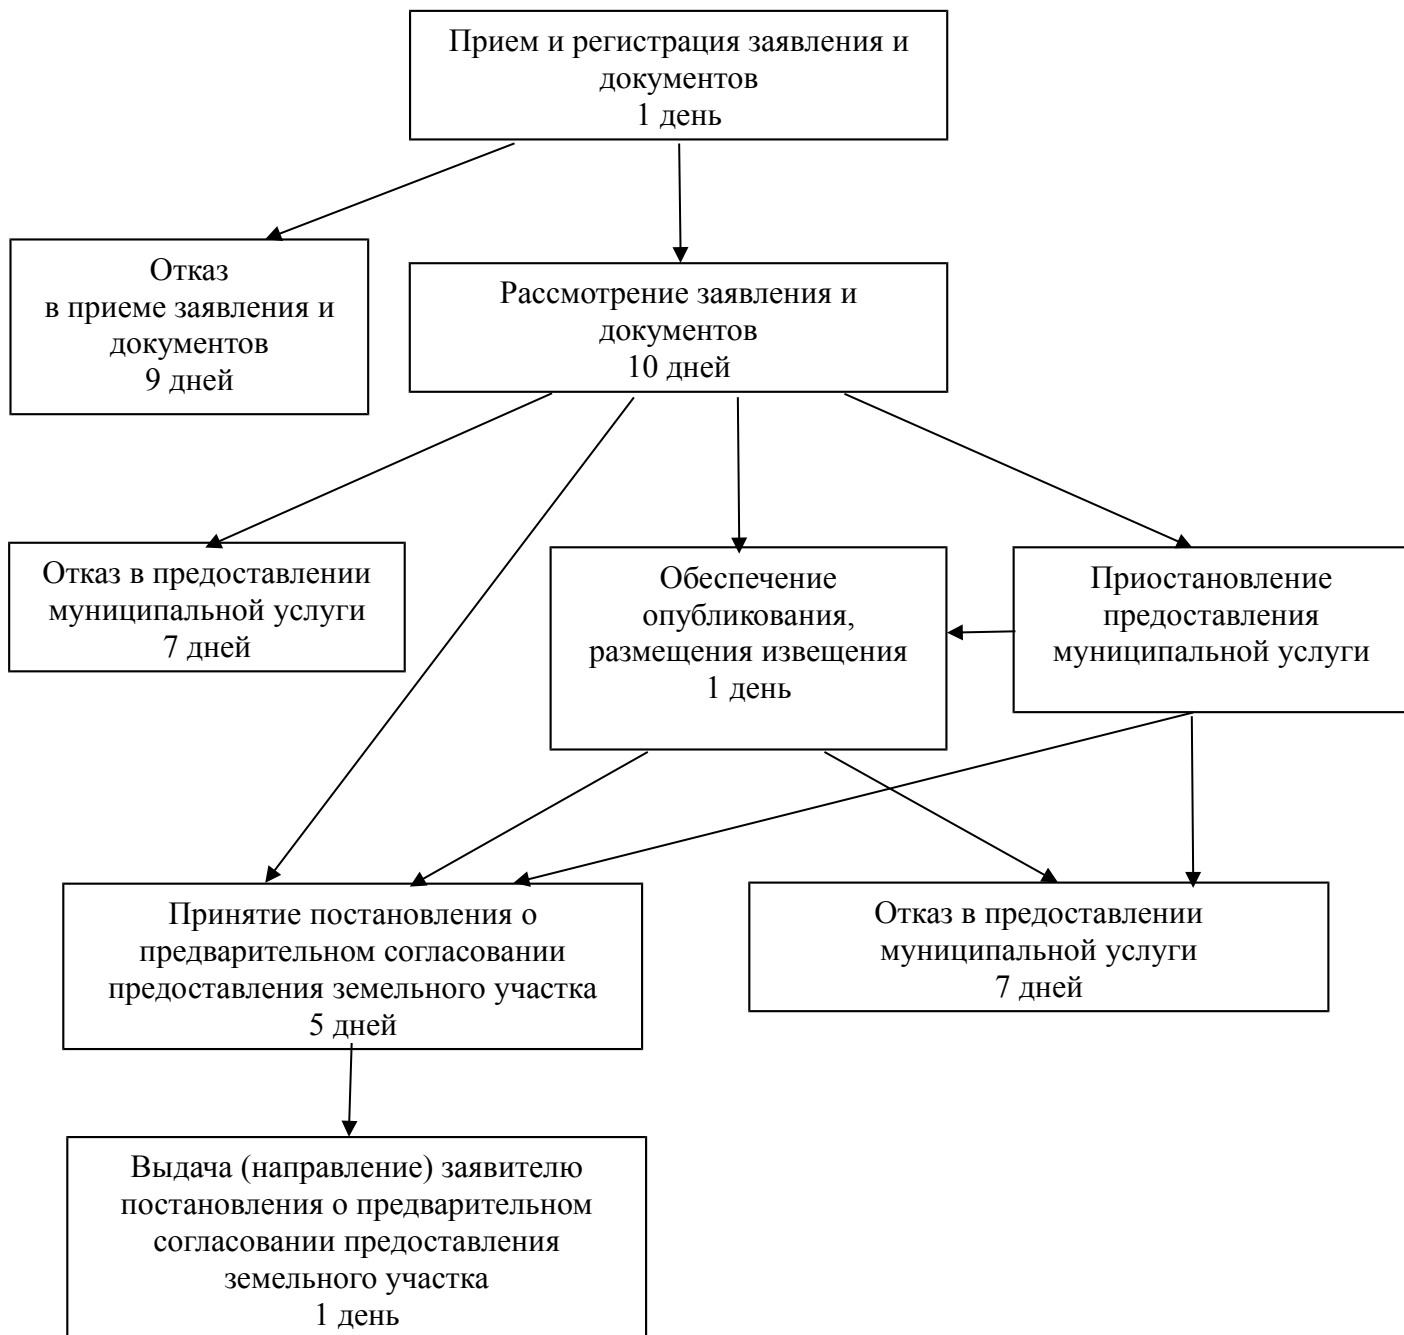 Прием и регистрация заявления и
документов
1 день
Отказ
в приеме заявления и
документов
9 дней
Рассмотрение заявления и
документов
10 дней
Отказ в предоставлении
муниципальной услуги
7 дней
Обеспечение
опубликования,
размещения извещения
1 день
Приостановление
предоставления
муниципальной услуги
Принятие постановления о
предварительном согласовании
предоставления земельного участка
5 дней
Отказ в предоставлении
муниципальной услуги
7 дней
Выдача (направление) заявителю
постановления о предварительном
согласовании предоставления
земельного участка
1 день